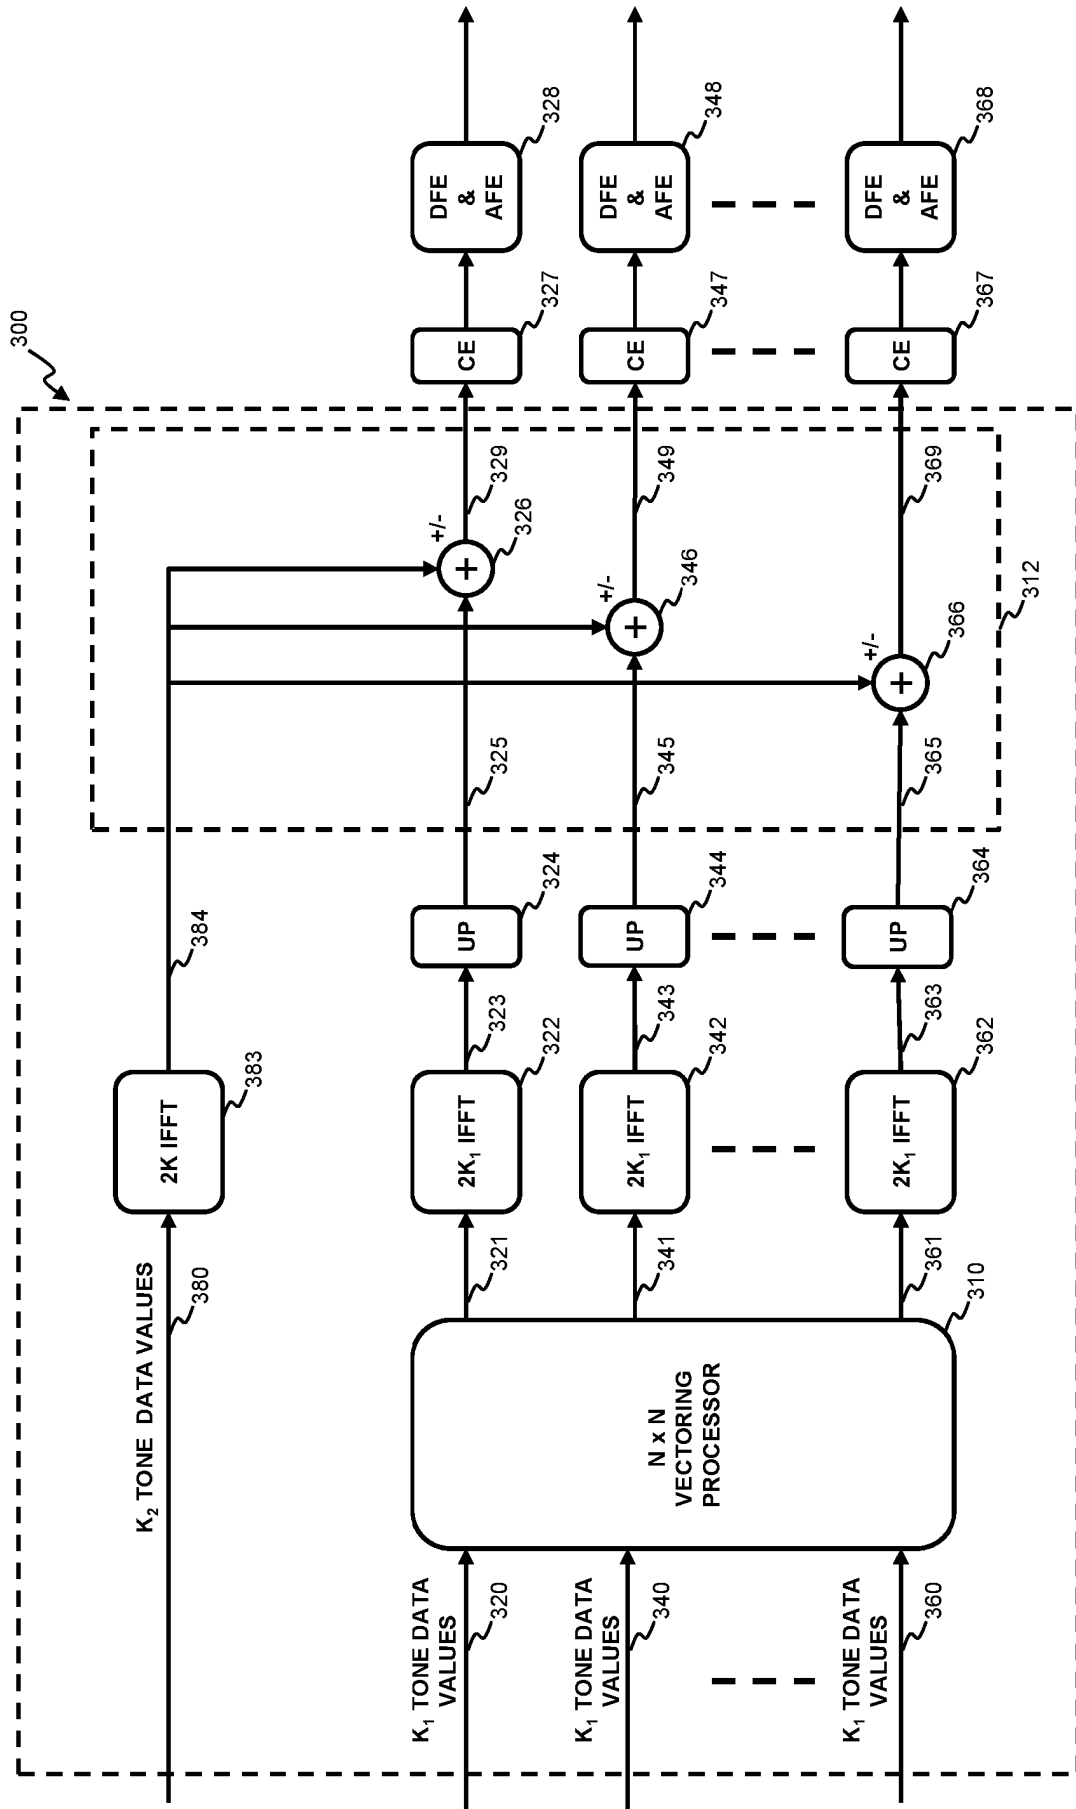 300
K₂ TONE DATA VALUES
380
2K IFFT
383
384
K₁ TONE DATA
VALUES
320
321
2K₁ IFFT
322
323
UP
324
325
+/-
+
326
329
CE
327
DFE
&
AFE
328
K₁ TONE DATA
VALUES
340
341
2K₁ IFFT
342
343
UP
344
345
+/-
+
346
349
CE
347
DFE
&
AFE
348
N x N
VECTORING
PROCESSOR
310
K₁ TONE DATA
VALUES
360
361
2K₁ IFFT
362
363
UP
364
365
+/-
+
366
369
CE
367
DFE
&
AFE
368
312